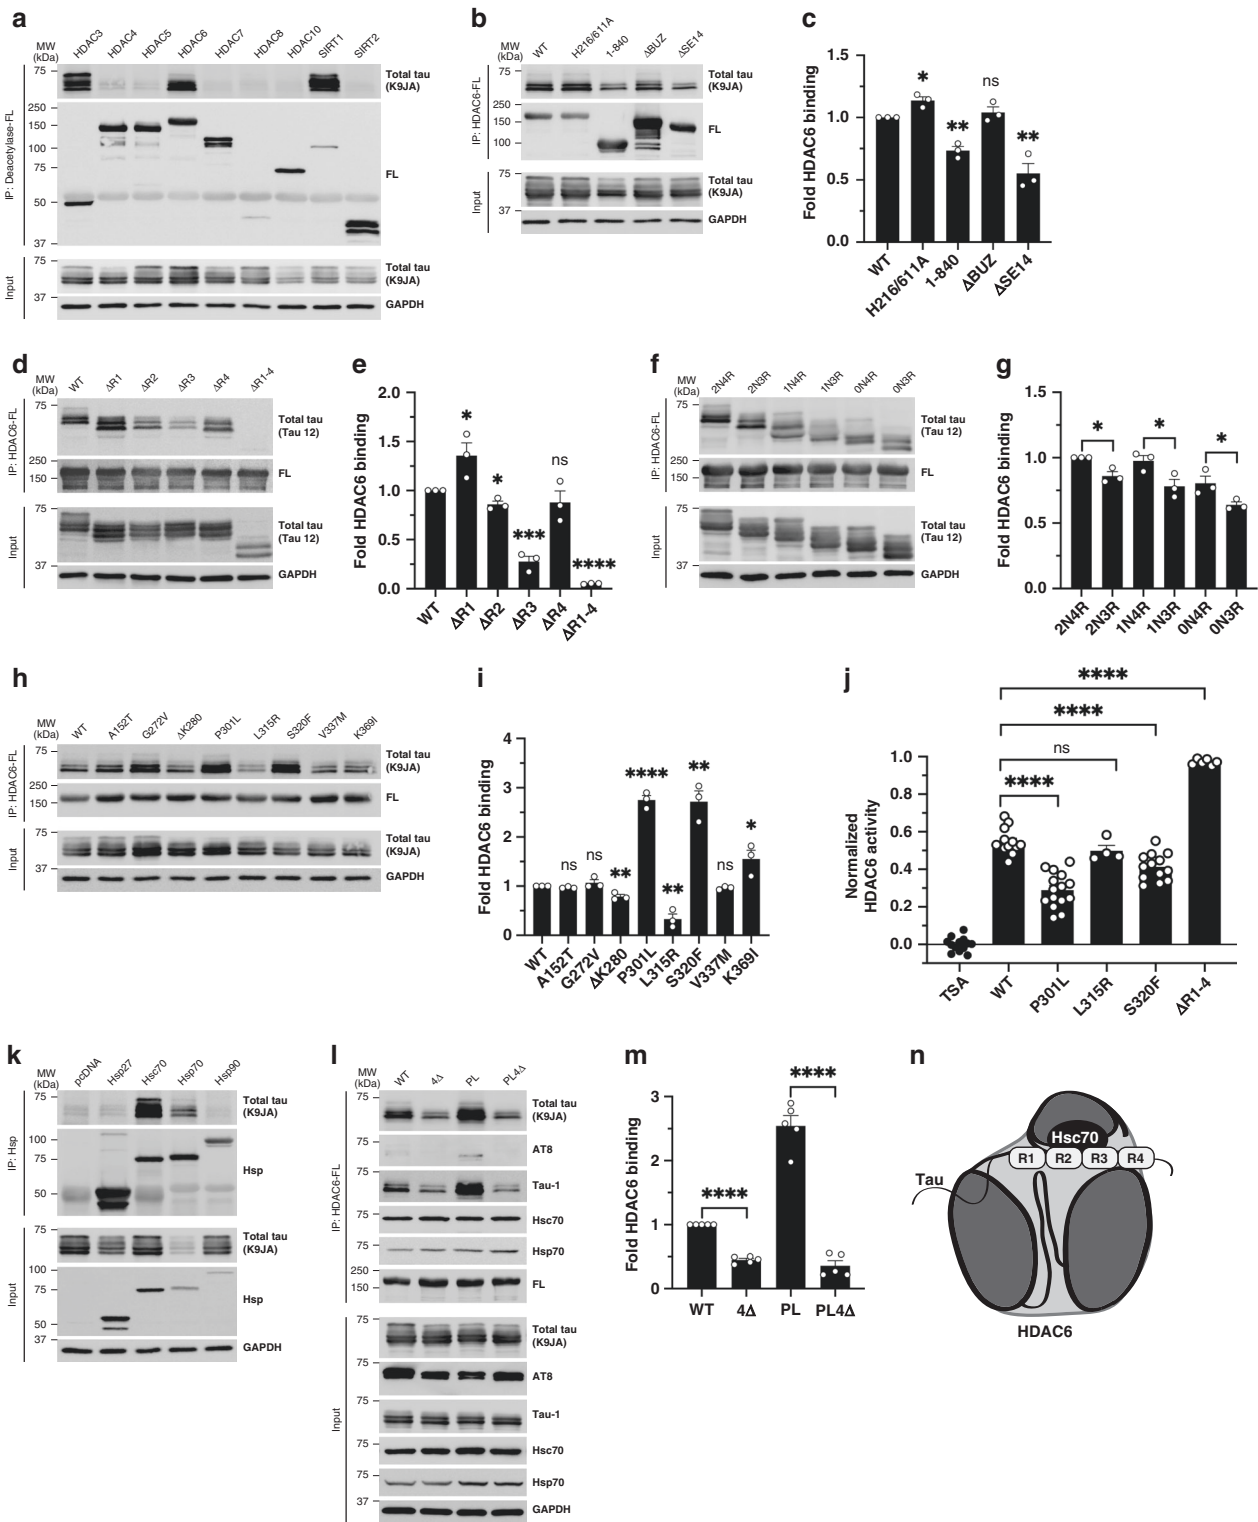 a
MW
(kDa)
HDAC3
HDAC4
HDAC5
HDAC6
HDAC7
HDAC8
HDAC10
SIRT1
SIRT2
IP: Deacetylase-FL
75
Total tau
(K9JA)
250
150
100
75
50
37
FL
Input
75
Total tau
(K9JA)
37
GAPDH
b
MW
(kDa)
WT
H216/611A
1-840
ΔBUZ
ΔSE14
IP: HDAC6-FL
75
Total tau
(K9JA)
250
150
100
FL
Input
75
Total tau
(K9JA)
37
GAPDH
c
Fold HDAC6 binding
1.5
1.0
0.5
0.0
*
**
ns
**
WT
H216/611A
1-840
ΔBUZ
ΔSE14
d
MW
(kDa)
WT
ΔR1
ΔR2
ΔR3
ΔR4
ΔR1-4
IP: HDAC6-FL
75
Total tau
(Tau 12)
250
150
FL
Input
75
Total tau
(Tau 12)
37
GAPDH
e
Fold HDAC6 binding
2.0
1.5
1.0
0.5
0.0
*
*
***
ns
****
WT
ΔR1
ΔR2
ΔR3
ΔR4
ΔR1-4
f
MW
(kDa)
2N4R
2N3R
1N4R
1N3R
0N4R
0N3R
IP: HDAC6-FL
75
Total tau
(Tau 12)
250
150
FL
Input
75
Total tau
(Tau 12)
37
GAPDH
g
Fold HDAC6 binding
1.5
1.0
0.5
0.0
*
*
*
2N4R
2N3R
1N4R
1N3R
0N4R
0N3R
h
MW
(kDa)
WT
A152T
G272V
ΔK280
P301L
L315R
S320F
V337M
K369I
IP: HDAC6-FL
75
Total tau
(K9JA)
250
150
FL
Input
75
Total tau
(K9JA)
37
GAPDH
i
Fold HDAC6 binding
4
3
2
1
0
ns
ns
**
****
**
**
ns
*
WT
A152T
G272V
ΔK280
P301L
L315R
S320F
V337M
K369I
j
Normalized
HDAC6 activity
1.0
0.8
0.6
0.4
0.2
0.0
****
****
ns
****
TSA
WT
P301L
L315R
S320F
ΔR1-4
k
MW
(kDa)
pcDNA
Hsp27
Hsc70
Hsp70
Hsp90
IP: Hsp
75
Total tau
(K9JA)
100
75
50
Hsp
Input
75
Total tau
(K9JA)
100
75
50
Hsp
37
GAPDH
l
MW
(kDa)
WT
4Δ
PL
PL4Δ
IP: HDAC6-FL
75
Total tau
(K9JA)
75
AT8
75
Tau-1
75
Hsc70
75
Hsp70
250
150
FL
Input
75
Total tau
(K9JA)
75
AT8
75
Tau-1
75
Hsc70
75
Hsp70
37
GAPDH
m
Fold HDAC6 binding
3
2
1
0
****
****
WT
4Δ
PL
PL4Δ
n
Hsc70
R1
R2
R3
R4
Tau
HDAC6